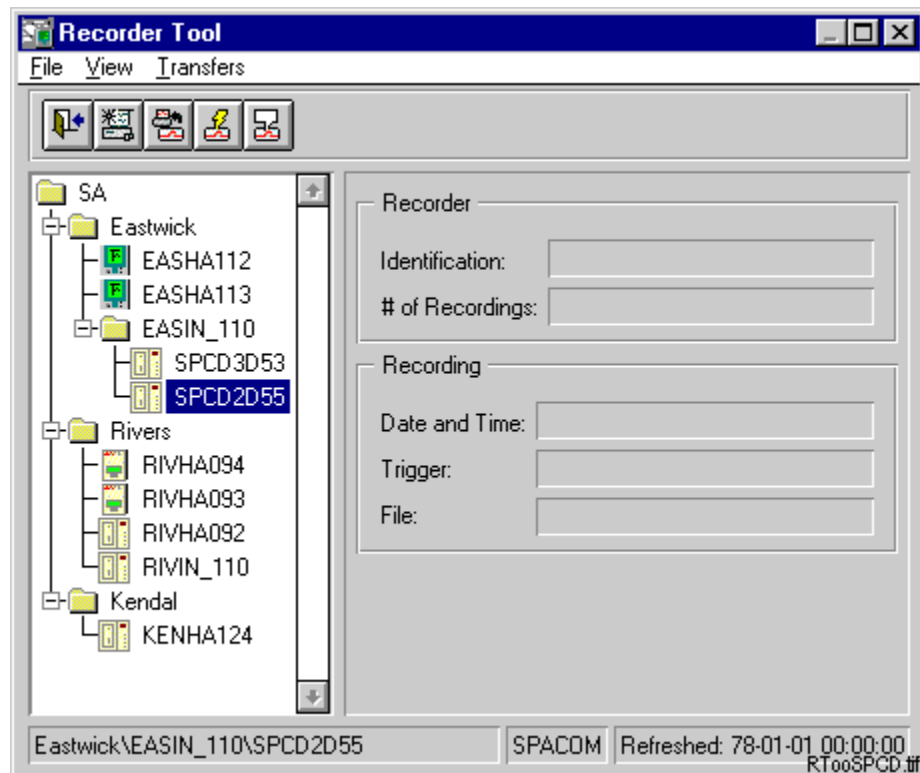 Recorder Tool
File View Transfers
SA
Eastwick
EASHA112
EASHA113
EASIN_110
SPCD3D53
SPCD2D55
Rivers
RIVHA094
RIVHA093
RIVHA092
RIVIN_110
Kendal
KENHA124
Recorder
Identification:
# of Recordings:
Recording
Date and Time:
Trigger:
File:
Eastwick\EASIN_110\SPCD2D55 SPACOM Refreshed: 78-01-01 00:00:00
RTooSPCD.tif